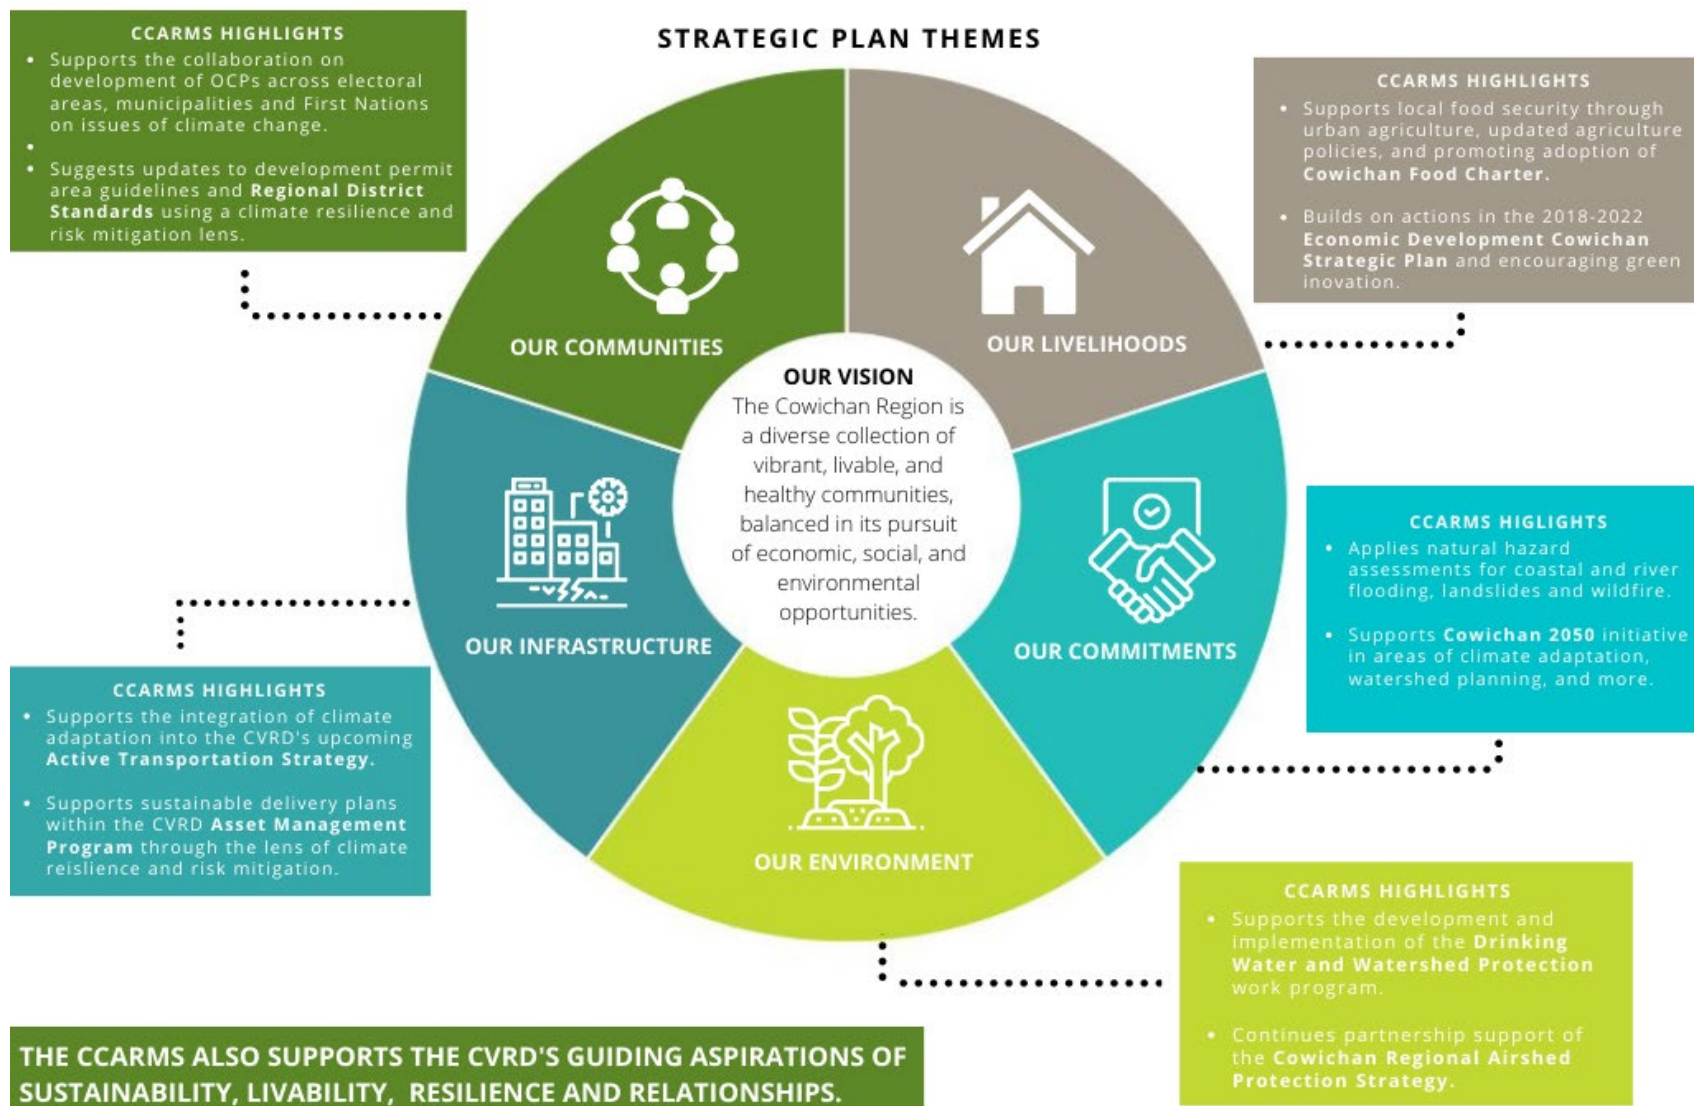 STRATEGIC PLAN THEMES
CCARMS HIGHLIGHTS
• Supports the collaboration on
development of OCPs across electoral
areas, municipalities and First Nations
on issues of climate change.
•
• Suggests updates to development permit
area guidelines and Regional District
Standards using a climate resilience and
risk mitigation lens.
CCARMS HIGHLIGHTS
• Supports local food security through
urban agriculture, updated agriculture
policies, and promoting adoption of
Cowichan Food Charter.
• Builds on actions in the 2018-2022
Economic Development Cowichan
Strategic Plan and encouraging green
inovation.
OUR COMMUNITIES
OUR LIVELIHOODS
OUR VISION
The Cowichan Region is
a diverse collection of
vibrant, livable, and
healthy communities,
balanced in its pursuit
of economic, social, and
environmental
opportunities.
OUR INFRASTRUCTURE
OUR COMMITMENTS
OUR ENVIRONMENT
CCARMS HIGLIGHTS
• Applies natural hazard
assessments for coastal and river
flooding, landslides and wildfire.
• Supports Cowichan 2050 initiative
in areas of climate adaptation,
watershed planning, and more.
CCARMS HIGHLIGHTS
• Supports the integration of climate
adaptation into the CVRD's upcoming
Active Transportation Strategy.
• Supports sustainable delivery plans
within the CVRD Asset Management
Program through the lens of climate
reislience and risk mitigation.
CCARMS HIGHLIGHTS
• Supports the development and
implementation of the Drinking
Water and Watershed Protection
work program.
• Continues partnership support of
the Cowichan Regional Airshed
Protection Strategy.
THE CCARMS ALSO SUPPORTS THE CVRD'S GUIDING ASPIRATIONS OF
SUSTAINABILITY, LIVABILITY, RESILIENCE AND RELATIONSHIPS.